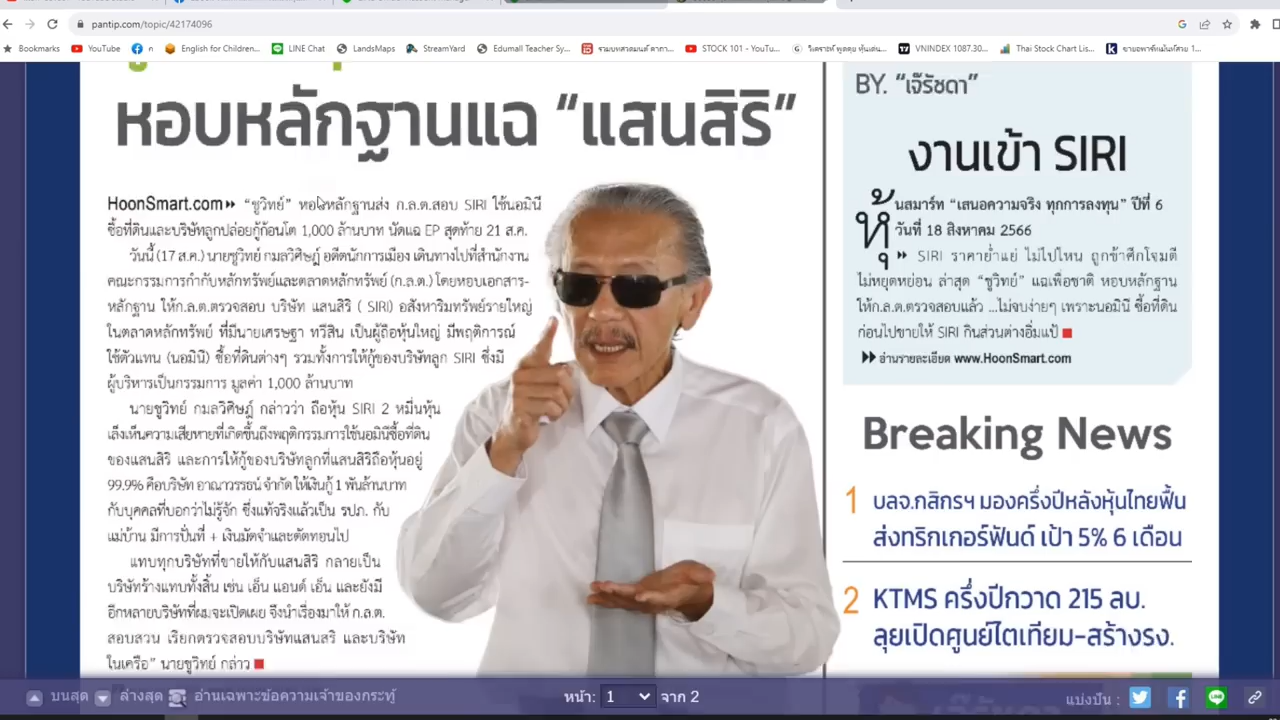 pantip.com/topic/42174096
Bookmarks YouTube English for Children... LINE Chat LandsMaps StreamYard Edumall Teacher Sy... STOCK 101 - YouTu... VNINDEX 1087.30... Thai Stock Chart Lis...
หอบหลักฐานแฉ “แสนสิริ”
HoonSmart.com “ชูวิทย์” หอบหลักฐานส่ง ก.ล.ต.สอบ SIRI ใช้นอมินี
ซื้อที่ดินและบริษัทลูกปล่อยกู้ก้อนโต 1,000 ล้านบาท นัดแฉ EP สุดท้าย 21 ส.ค.
วันนี้ (17 ส.ค.) นายชูวิทย์ กมลวิศิษฎ์ อดีตนักการเมือง เดินทางไปที่สำนักงาน
คณะกรรมการกำกับหลักทรัพย์และตลาดหลักทรัพย์ (ก.ล.ต.) โดยหอบเอกสาร-
หลักฐาน ให้ก.ล.ต.ตรวจสอบ บริษัท แสนสิริ ( SIRI) อสังหาริมทรัพย์รายใหญ่
ในตลาดหลักทรัพย์ ที่มีนายเศรษฐา ทวีสิน เป็นผู้ถือหุ้นใหญ่ มีพฤติการณ์
ใช้ตัวแทน (นอมินี) ซื้อที่ดินต่างๆ รวมทั้งการให้กู้ของบริษัทลูก SIRI ซึ่งมี
ผู้บริหารเป็นกรรมการ มูลค่า 1,000 ล้านบาท
นายชูวิทย์ กมลวิศิษฎ์ กล่าวว่า ถือหุ้น SIRI 2 หมื่นหุ้น
เล็งเห็นความเสียหายที่เกิดขึ้นถึงพฤติกรรมการใช้นอมินีซื้อที่ดิน
ของแสนสิริ และการให้กู้ของบริษัทลูกที่แสนสิริถือหุ้นอยู่
99.9% คือบริษัท อาณาวรรธน์ จำกัด ให้เงินกู้ 1 พันล้านบาท
กับบุคคลที่บอกว่าไม่รู้จัก ซึ่งแท้จริงแล้วเป็น รปภ. กับ
แม่บ้าน มีการปั่นที่ + เงินมัดจำและตัดทอนไป
แทบทุกบริษัทที่ขายให้กับแสนสิริ กลายเป็น
บริษัทร้างแทบทั้งสิ้น เช่น เอ็น แอนด์ เอ็น และยังมี
อีกหลายบริษัทที่ผมจะเปิดเผย จึงนำเรื่องมาให้ ก.ล.ต.
สอบสวน เรียกตรวจสอบบริษัทแสนสิริ และบริษัท
ในเครือ” นายชูวิทย์ กล่าว
BY. “เจ๊รัชดา”
งานเข้า SIRI
หุ้นสมาร์ท “เสนอความจริง ทุกการลงทุน” ปีที่ 6
วันที่ 18 สิงหาคม 2566
SIRI ราคาย่ำแย่ ไม่ไปไหน ถูกข้าศึกโจมตี
ไม่หยุดหย่อน ล่าสุด “ชูวิทย์” แฉเพื่อชาติ หอบหลักฐาน
ให้ก.ล.ต.ตรวจสอบแล้ว ...ไม่จบง่ายๆ เพราะนอมินี ซื้อที่ดิน
ก่อนไปขายให้ SIRI กินส่วนต่างอิ่มแปล้
อ่านรายละเอียด www.HoonSmart.com
Breaking News
1 บลจ.กสิกรฯ มองครึ่งปีหลังหุ้นไทยฟื้น
ส่งทริกเกอร์ฟันด์ เป้า 5% 6 เดือน
2 KTMS ครึ่งปีกวาด 215 ลบ.
ลุยเปิดศูนย์ไตเทียม-สร้างรง.
บนสุด ล่างสุด อ่านเฉพาะข้อความเจ้าของกระทู้ หน้า: 1 จาก 2 แบ่งปัน :